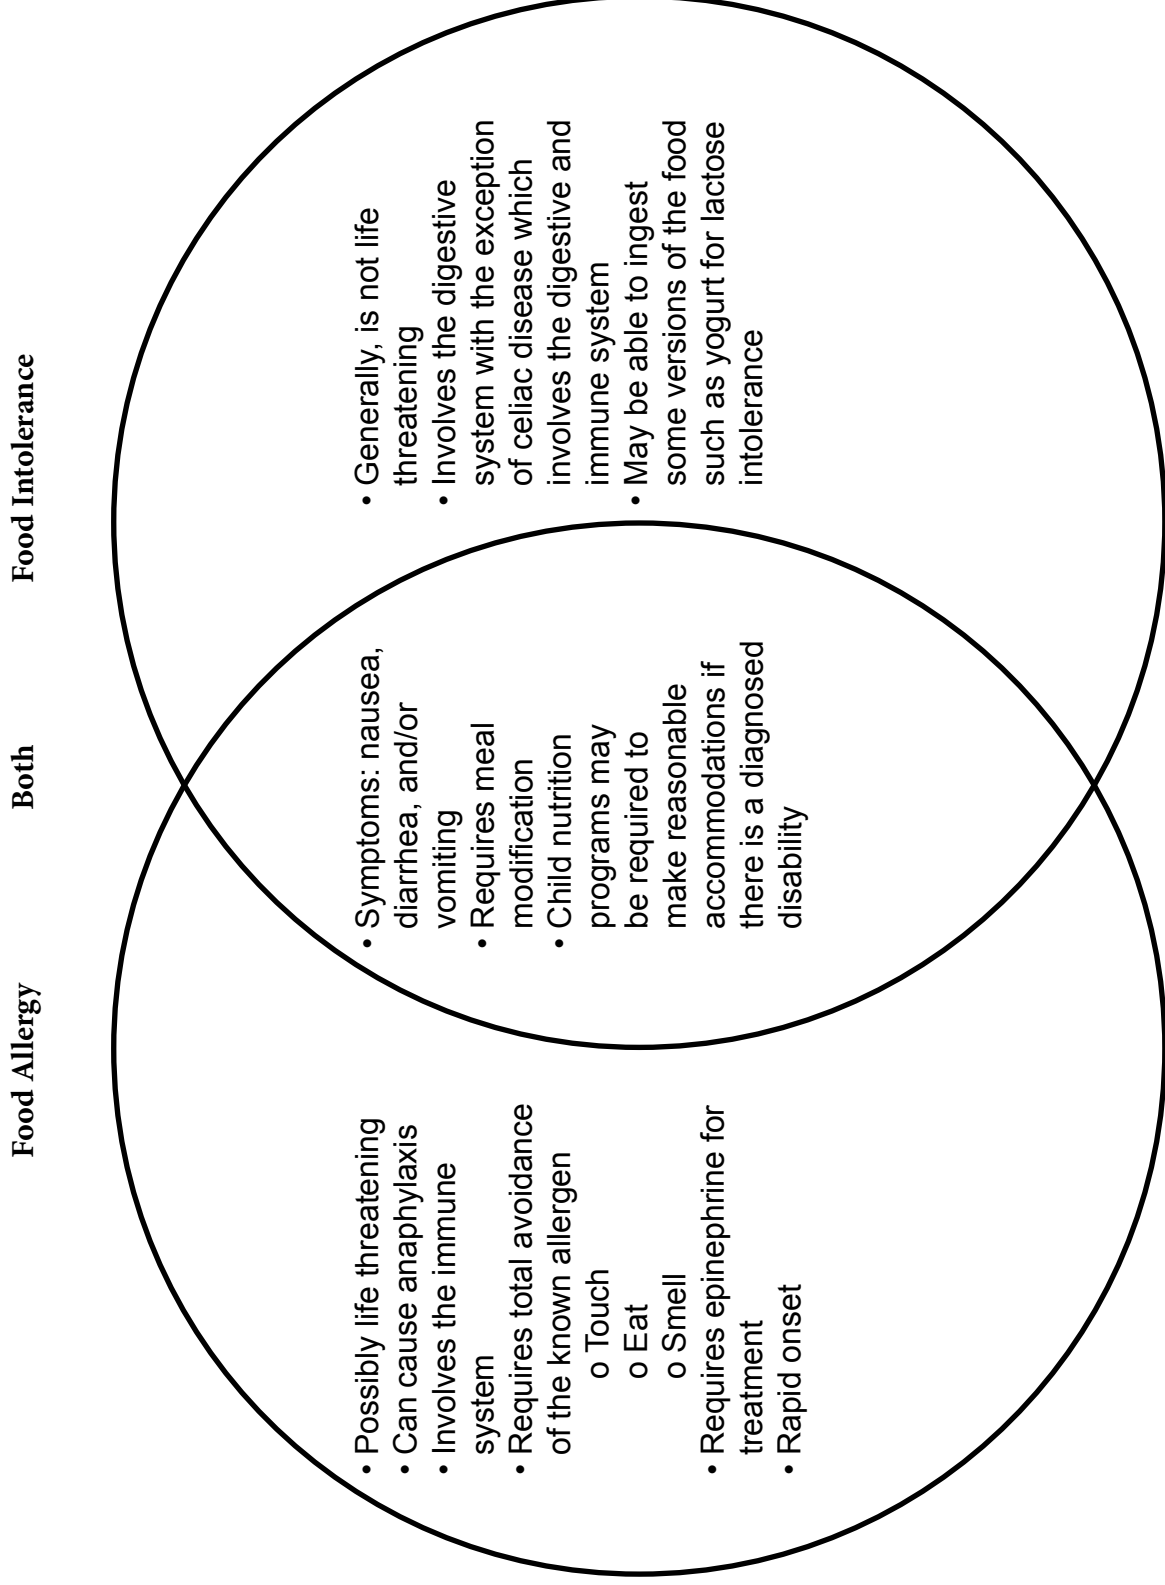 Food Allergy
Both
Food Intolerance
• Possibly life threatening
• Can cause anaphylaxis
• Involves the immune
system
• Requires total avoidance
of the known allergen
o Touch
o Eat
o Smell
• Requires epinephrine for
treatment
• Rapid onset
• Symptoms: nausea,
diarrhea, and/or
vomiting
• Requires meal
modification
• Child nutrition
programs may
be required to
make reasonable
accommodations if
there is a diagnosed
disability
• Generally, is not life
threatening
• Involves the digestive
system with the exception
of celiac disease which
involves the digestive and
immune system
• May be able to ingest
some versions of the food
such as yogurt for lactose
intolerance